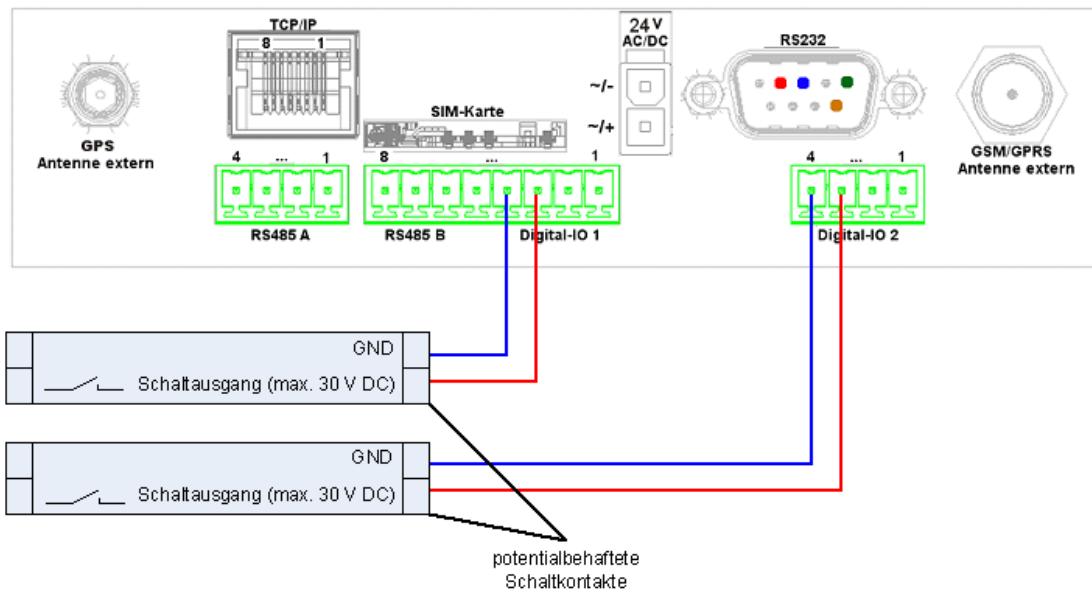 TCP/IP
8 1
24 V
AC/DC
RS232
~/-
~/+
SIM-Karte
GPS
Antenne extern
GSM/GPRS
Antenne extern
4 ... 1
8 ... 1
4 ... 1
RS485 A
RS485 B
Digital-IO 1
Digital-IO 2
GND
Schaltausgang (max. 30 V DC)
GND
Schaltausgang (max. 30 V DC)
potentialbehaftete
Schaltkontakte